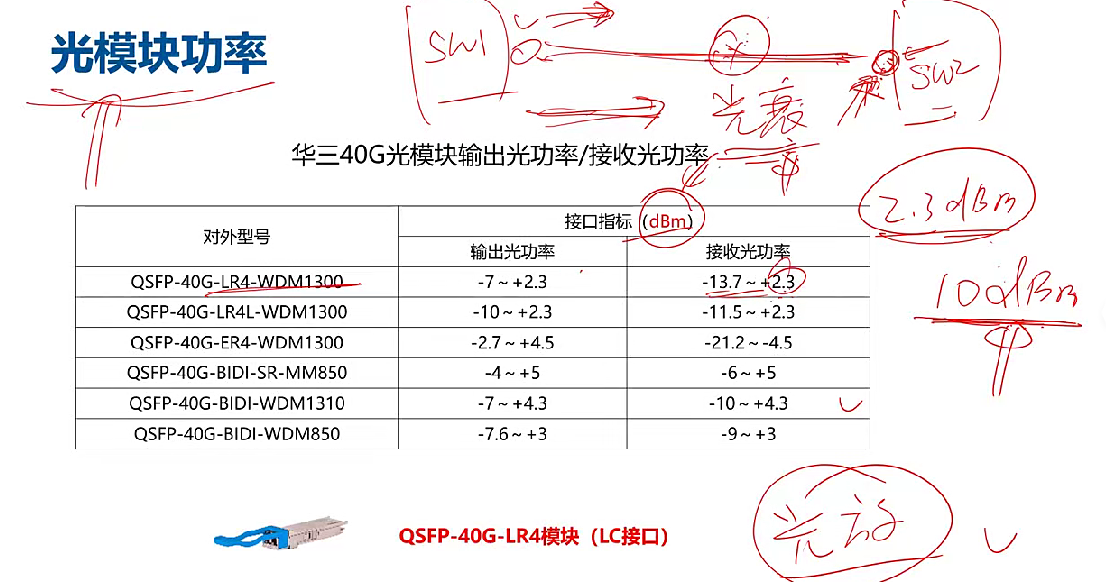 光模块功率
SW1
SW2
光衰
华三40G光模块输出光功率/接收光功率
2.3dBm
10dBm
对外型号 接口指标（dBm）
输出光功率 接收光功率
QSFP-40G-LR4-WDM1300 -7～+2.3 -13.7～+2.3
QSFP-40G-LR4L-WDM1300 -10～+2.3 -11.5～+2.3
QSFP-40G-ER4-WDM1300 -2.7～+4.5 -21.2～-4.5
QSFP-40G-BIDI-SR-MM850 -4～+5 -6～+5
QSFP-40G-BIDI-WDM1310 -7～+4.3 -10～+4.3
QSFP-40G-BIDI-WDM850 -7.6～+3 -9～+3
光放
QSFP-40G-LR4模块（LC接口）